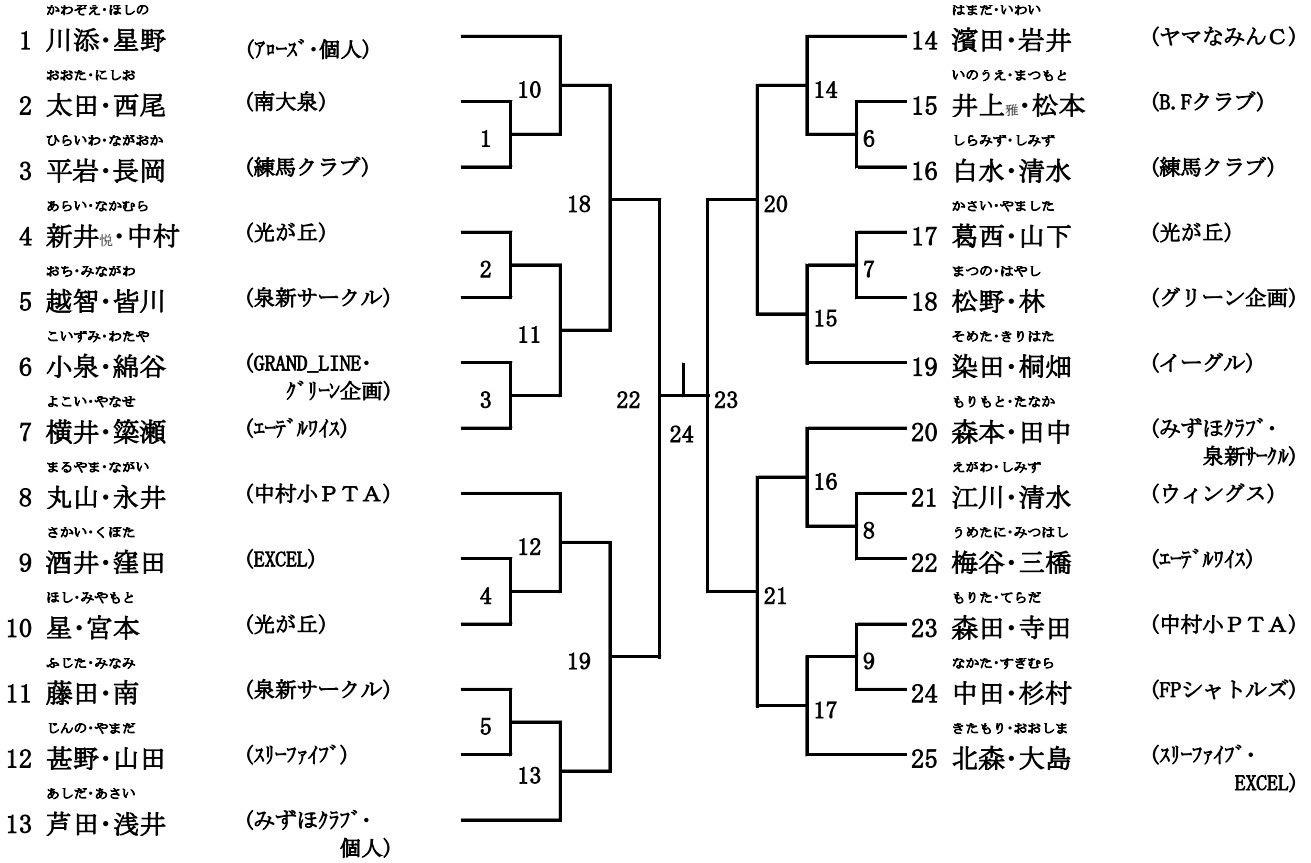 かわぞえ・ほしの
1 川添・星野 (ｱﾛｰｽﾞ・個人)
おおた・にしお
2 太田・西尾 (南大泉)
ひらいわ・ながおか
3 平岩・長岡 (練馬クラブ)
あらい・なかむら
4 新井悦・中村 (光が丘)
おち・みながわ
5 越智・皆川 (泉新サークル)
こいずみ・わたや
6 小泉・綿谷 (GRAND_LINE・
ｸﾞﾘｰﾝ企画)
よこい・やなせ
7 横井・簗瀬 (ｴｰﾃﾞﾙﾜｲｽ)
まるやま・ながい
8 丸山・永井 (中村小ＰＴＡ)
さかい・くぼた
9 酒井・窪田 (EXCEL)
ほし・みやもと
10 星・宮本 (光が丘)
ふじた・みなみ
11 藤田・南 (泉新サークル)
じんの・やまだ
12 甚野・山田 (ｽﾘｰﾌｧｲﾌﾞ)
あしだ・あさい
13 芦田・浅井 (みずほｸﾗﾌﾞ・
個人)
10
1
18
2
11
3
22
12
4
19
5
13
24
23
14
6
20
7
15
16
8
21
9
17
はまだ・いわい
14 濱田・岩井 (ヤマなみんＣ)
いのうえ・まつもと
15 井上雅・松本 (B.Fクラブ)
しらみず・しみず
16 白水・清水 (練馬クラブ)
かさい・やました
17 葛西・山下 (光が丘)
まつの・はやし
18 松野・林 (グリーン企画)
そめた・きりはた
19 染田・桐畑 (イーグル)
もりもと・たなか
20 森本・田中 (みずほｸﾗﾌﾞ・
泉新ｻｰｸﾙ)
えがわ・しみず
21 江川・清水 (ウィングス)
うめたに・みつはし
22 梅谷・三橋 (ｴｰﾃﾞﾙﾜｲｽ)
もりた・てらだ
23 森田・寺田 (中村小ＰＴＡ)
なかた・すぎむら
24 中田・杉村 (FPシャトルズ)
きたもり・おおしま
25 北森・大島 (ｽﾘｰﾌｧｲﾌﾞ・
EXCEL)